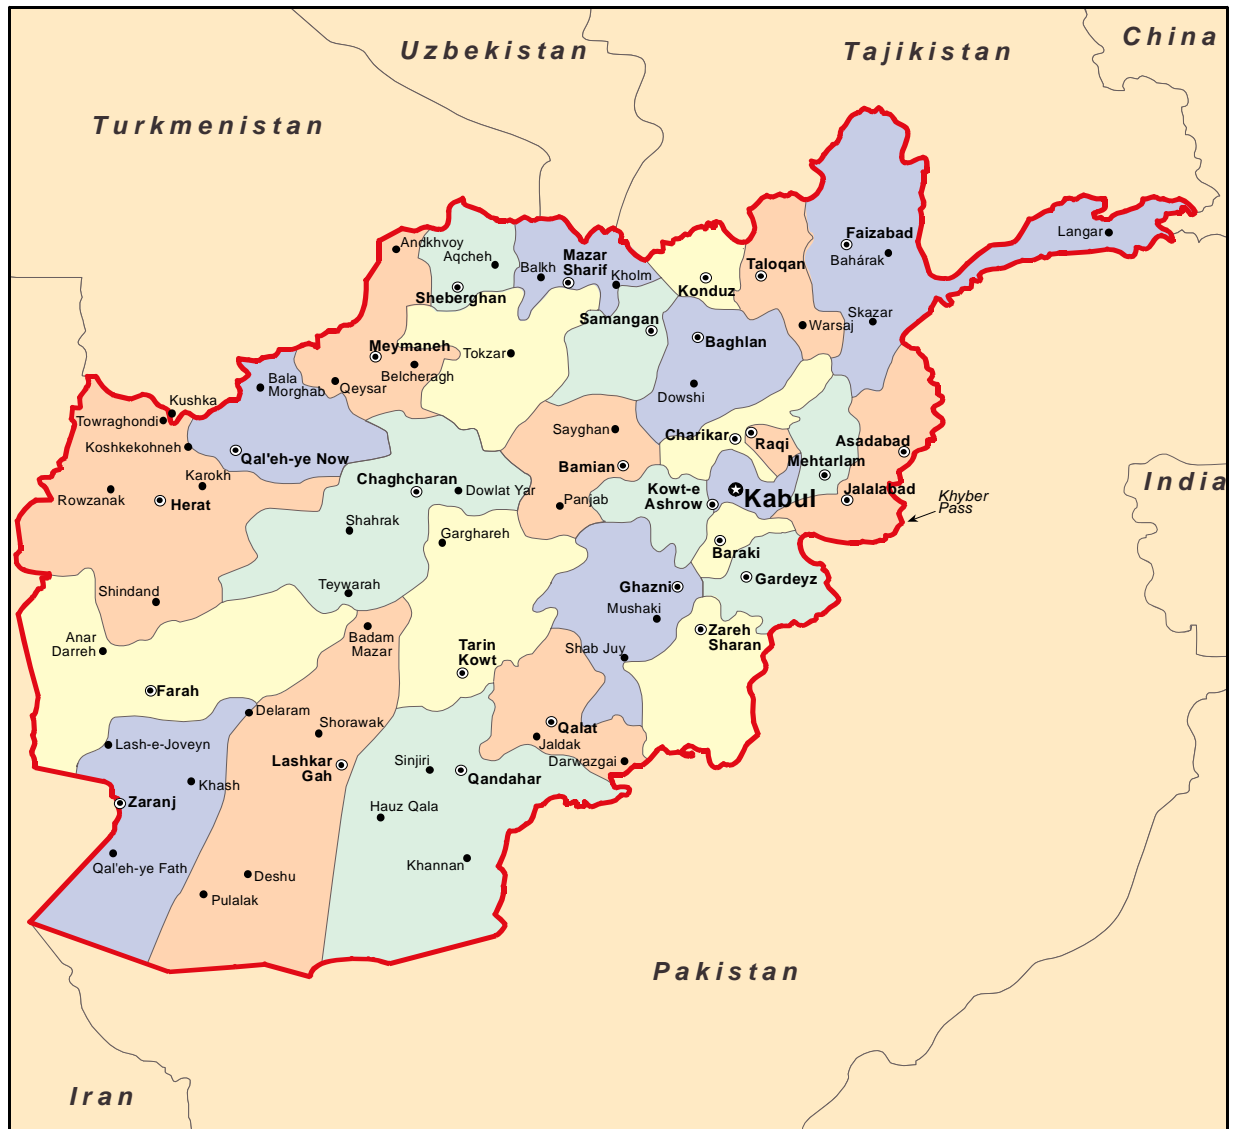 China
Uzbekistan
Tajikistan
Turkmenistan
Langar
Faizabad
Bahárak
Andkhvoy
Aqcheh
Mazar
Sharif
Balkh
Kholm
Taloqan
Konduz
Sheberghan
Samangan
Skazar
Warsaj
Baghlan
Meymaneh
Tokzar
Belcheragh
Bala
Morghab
Qeysar
Dowshi
Kushka
Towraghondi
Sayghan
Charikar
Raqi
Asadabad
Koshkekohneh
Qal'eh-ye Now
Mehtarlam
Bamian
Karokh
Chaghcharan
Dowlat Yar
Kowt-e
Ashrow
Kabul
Jalalabad
India
Khyber
Pass
Rowzanak
Herat
Panjab
Shahrak
Garghareh
Baraki
Gardeyz
Teywarah
Ghazni
Shindand
Mushaki
Anar
Darreh
Badam
Mazar
Tarin
Kowt
Shab Juy
Zareh
Sharan
Farah
Delaram
Shorawak
Qalat
Jaldak
Lash-e-Joveyn
Lashkar
Gah
Sinjiri
Qandahar
Darwazgai
Khash
Zaranj
Hauz Qala
Qal'eh-ye Fath
Khannan
Deshu
Pulalak
Pakistan
Iran